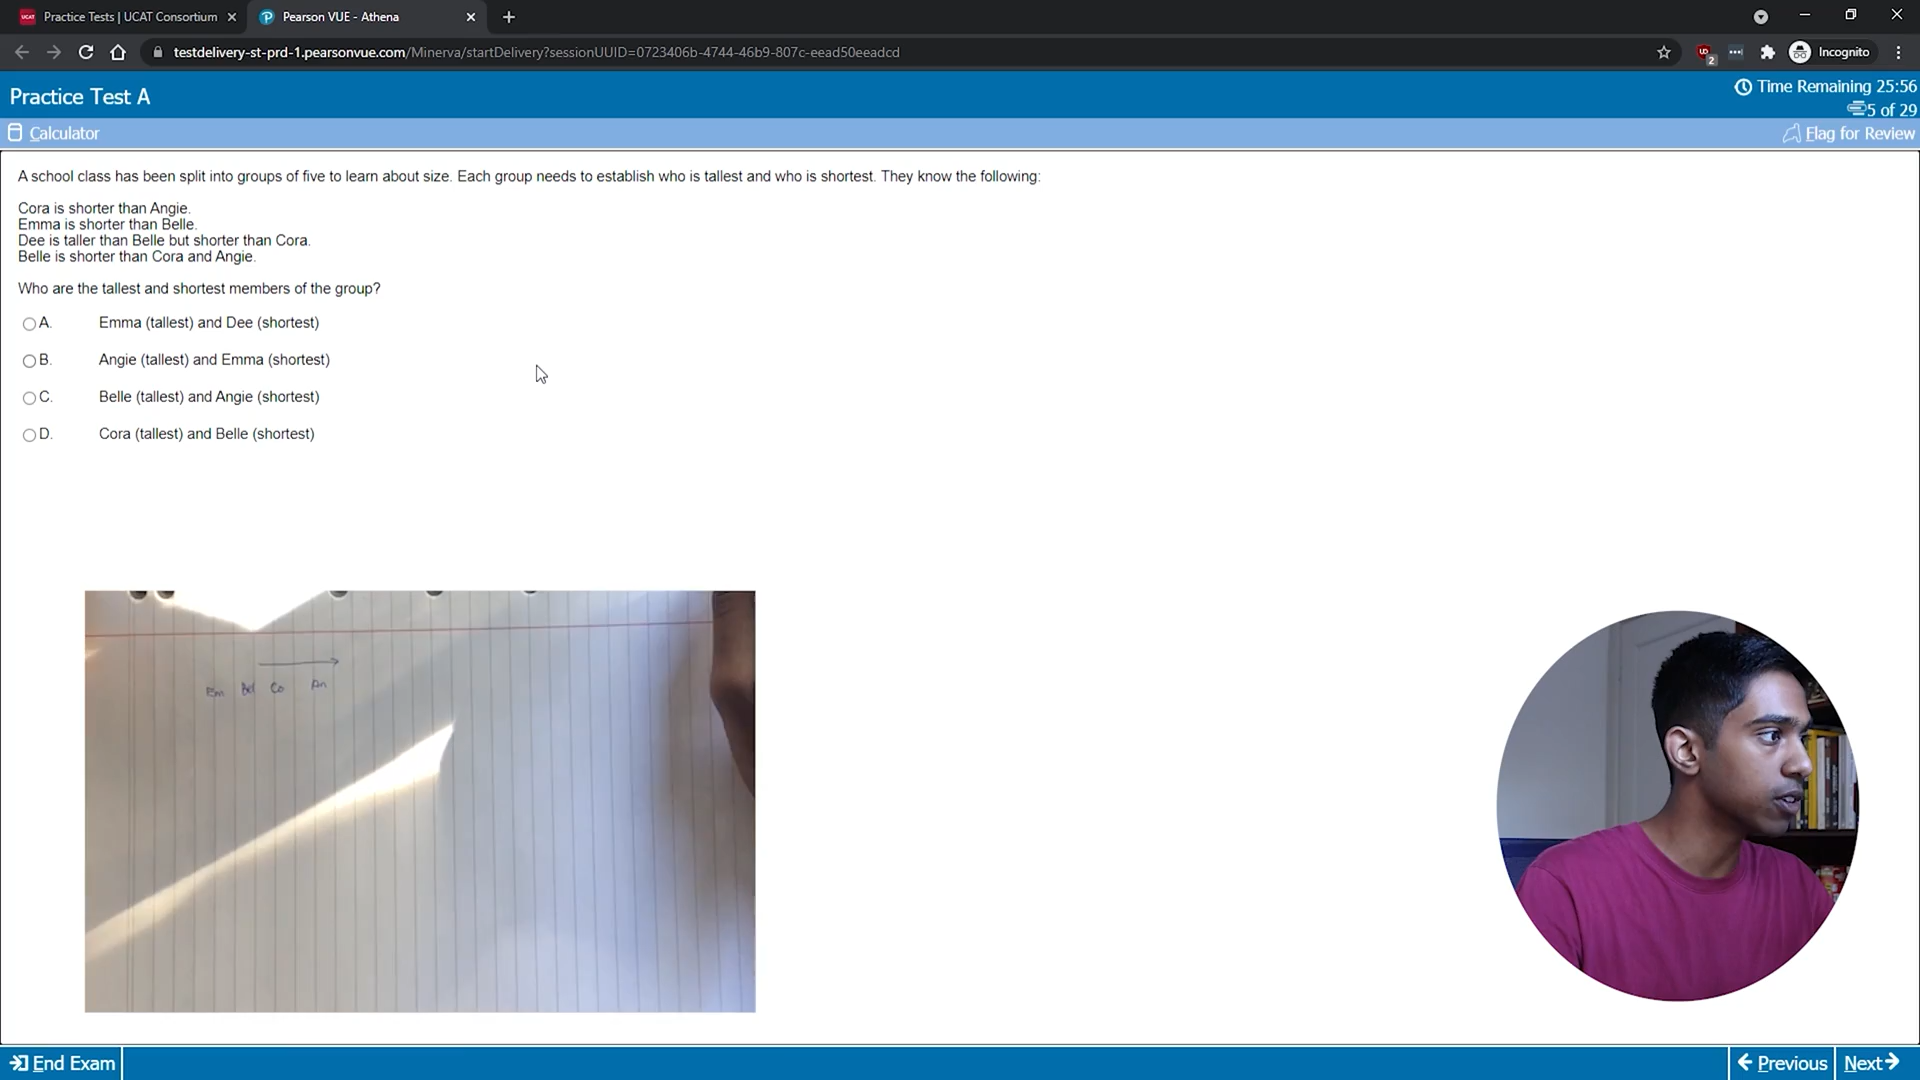 Practice Tests | UCAT Consortium
Pearson VUE - Athena
testdelivery-st-prd-1.pearsonvue.com/Minerva/startDelivery?sessionUUID=0723406b-4744-46b9-807c-eead50eeadcd
2
Incognito
Practice Test A
Time Remaining 25:56
5 of 29
Calculator
Flag for Review
A school class has been split into groups of five to learn about size. Each group needs to establish who is tallest and who is shortest. They know the following:
Cora is shorter than Angie.
Emma is shorter than Belle.
Dee is taller than Belle but shorter than Cora.
Belle is shorter than Cora and Angie.
Who are the tallest and shortest members of the group?
A. Emma (tallest) and Dee (shortest)
B. Angie (tallest) and Emma (shortest)
C. Belle (tallest) and Angie (shortest)
D. Cora (tallest) and Belle (shortest)
Em Bel Co An
End Exam
Previous
Next